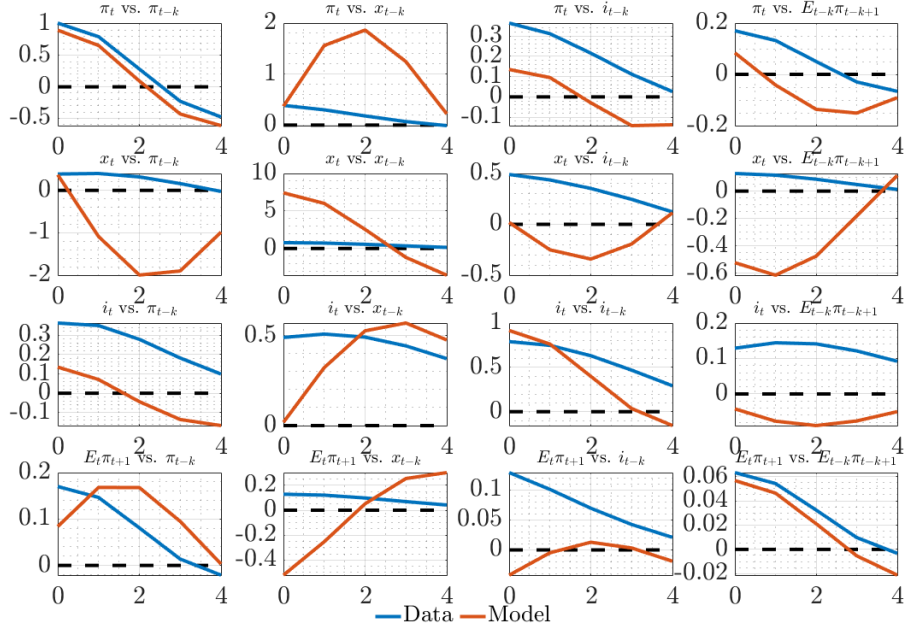 π_t vs. π_{t−k}
π_t vs. x_{t−k}
π_t vs. i_{t−k}
π_t vs. E_{t−k}π_{t−k+1}
1
0.5
0
-0.5
0 2 4
2
1
0
0 2 4
0.3
0.2
0.1
0
-0.1
0 2 4
0.2
0
-0.2
0 2 4
x_t vs. π_{t−k}
x_t vs. x_{t−k}
x_t vs. i_{t−k}
x_t vs. E_{t−k}π_{t−k+1}
0
-1
-2
0 2 4
10
5
0
0 2 4
0.5
0
-0.5
0 2 4
0
-0.2
-0.4
-0.6
0 2 4
i_t vs. π_{t−k}
i_t vs. x_{t−k}
i_t vs. i_{t−k}
i_t vs. E_{t−k}π_{t−k+1}
0.3
0.2
0.1
0
-0.1
0 2 4
0.5
0
0 2 4
1
0.5
0
0 2 4
0.2
0.1
0
0 2 4
E_tπ_{t+1} vs. π_{t−k}
E_tπ_{t+1} vs. x_{t−k}
E_tπ_{t+1} vs. i_{t−k}
E_tπ_{t+1} vs. E_{t−k}π_{t−k+1}
0.2
0.1
0
0 2 4
0.2
0
-0.2
-0.4
0 2 4
0.1
0.05
0
0 2 4
0.06
0.04
0.02
0
-0.02
0 2 4
Data Model